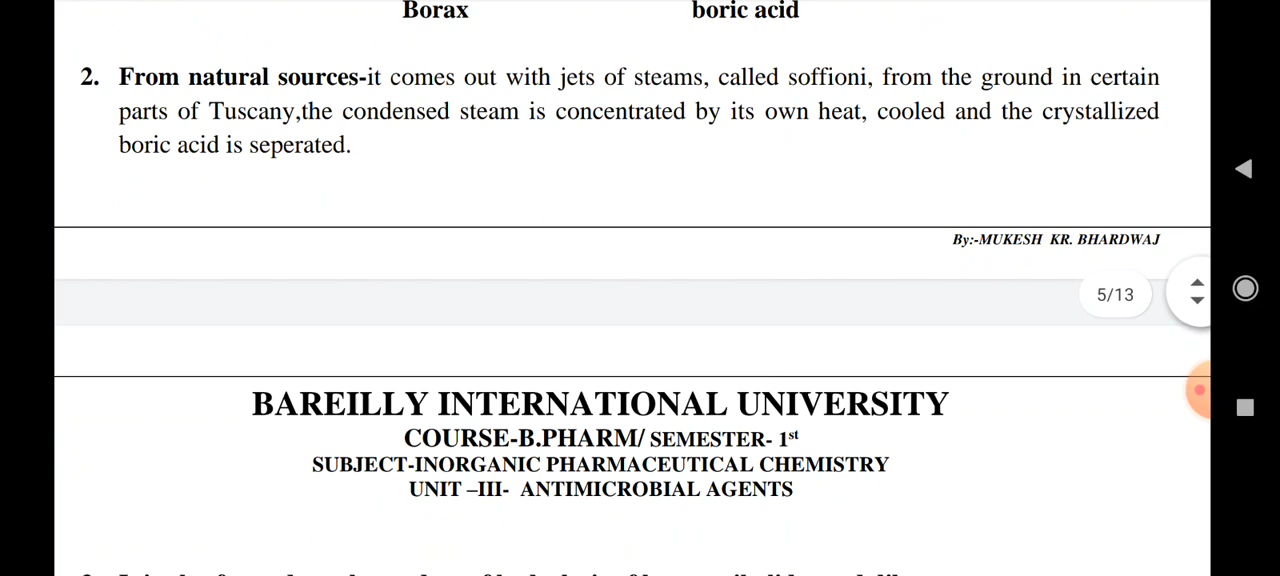 Borax boric acid
2. From natural sources-it comes out with jets of steams, called soffioni, from the ground in certain
parts of Tuscany,the condensed steam is concentrated by its own heat, cooled and the crystallized
boric acid is seperated.
By:-MUKESH KR. BHARDWAJ
5/13
BAREILLY INTERNATIONAL UNIVERSITY
COURSE-B.PHARM/ SEMESTER- 1st
SUBJECT-INORGANIC PHARMACEUTICAL CHEMISTRY
UNIT –III- ANTIMICROBIAL AGENTS